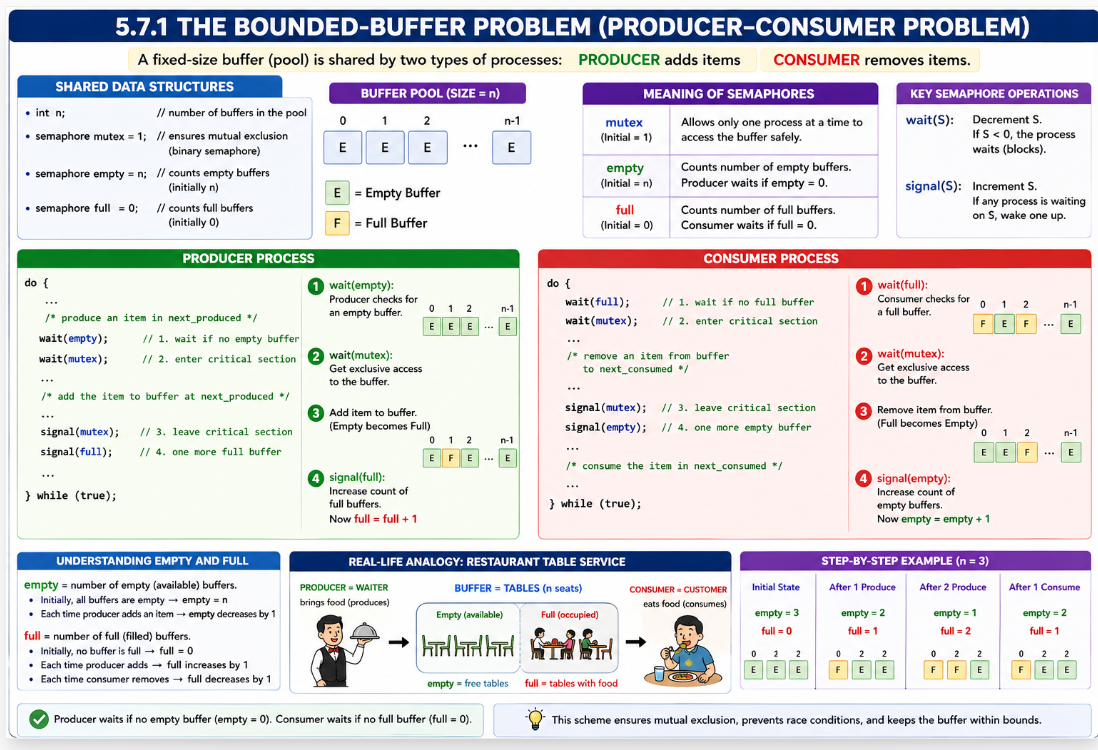 5.7.1 THE BOUNDED-BUFFER PROBLEM (PRODUCER–CONSUMER PROBLEM)
A fixed-size buffer (pool) is shared by two types of processes: PRODUCER adds items CONSUMER removes items.
SHARED DATA STRUCTURES
• int n; // number of buffers in the pool
• semaphore mutex = 1; // ensures mutual exclusion
(binary semaphore)
• semaphore empty = n; // counts empty buffers
(initially n)
• semaphore full = 0; // counts full buffers
(initially 0)
BUFFER POOL (SIZE = n)
0 1 2 n-1
E E E ... E
E = Empty Buffer
F = Full Buffer
MEANING OF SEMAPHORES
mutex
(Initial = 1)
Allows only one process at a time to
access the buffer safely.
empty
(Initial = n)
Counts number of empty buffers.
Producer waits if empty = 0.
full
(Initial = 0)
Counts number of full buffers.
Consumer waits if full = 0.
KEY SEMAPHORE OPERATIONS
wait(S): Decrement S.
If S < 0, the process
waits (blocks).
signal(S): Increment S.
If any process is waiting
on S, wake one up.
PRODUCER PROCESS
do {
...
/* produce an item in next_produced */
wait(empty); // 1. wait if no empty buffer
wait(mutex); // 2. enter critical section
...
/* add the item to buffer at next_produced */
...
signal(mutex); // 3. leave critical section
signal(full); // 4. one more full buffer
...
} while (true);
1 wait(empty):
Producer checks for
an empty buffer.
0 1 2 n-1
E E E ... E
2 wait(mutex):
Get exclusive access
to the buffer.
3 Add item to buffer.
(Empty becomes Full)
0 1 2 n-1
E F E ... E
4 signal(full):
Increase count of
full buffers.
Now full = full + 1
CONSUMER PROCESS
do {
wait(full); // 1. wait if no full buffer
wait(mutex); // 2. enter critical section
...
/* remove an item from buffer
to next_consumed */
...
signal(mutex); // 3. leave critical section
signal(empty); // 4. one more empty buffer
...
/* consume the item in next_consumed */
...
} while (true);
1 wait(full):
Consumer checks for
a full buffer.
0 1 2 n-1
F E F ... E
2 wait(mutex):
Get exclusive access
to the buffer.
3 Remove item from buffer.
(Full becomes Empty)
0 1 2 n-1
E E F ... E
4 signal(empty):
Increase count of
empty buffers.
Now empty = empty + 1
UNDERSTANDING EMPTY AND FULL
empty = number of empty (available) buffers.
• Initially, all buffers are empty → empty = n
• Each time producer adds an item → empty decreases by 1
full = number of full (filled) buffers.
• Initially, no buffer is full → full = 0
• Each time producer adds → full increases by 1
• Each time consumer removes → full decreases by 1
REAL-LIFE ANALOGY: RESTAURANT TABLE SERVICE
PRODUCER = WAITER
brings food (produces)
BUFFER = TABLES (n seats)
Empty (available)
Full (occupied)
empty = free tables
full = tables with food
CONSUMER = CUSTOMER
eats food (consumes)
STEP-BY-STEP EXAMPLE (n = 3)
Initial State
empty = 3
full = 0
0 2 2
E E E
After 1 Produce
empty = 2
full = 1
0 2 2
F E E
After 2 Produce
empty = 1
full = 2
0 2 2
F F E
After 1 Consume
empty = 2
full = 1
0 2 2
F E E
Producer waits if no empty buffer (empty = 0). Consumer waits if no full buffer (full = 0).
This scheme ensures mutual exclusion, prevents race conditions, and keeps the buffer within bounds.